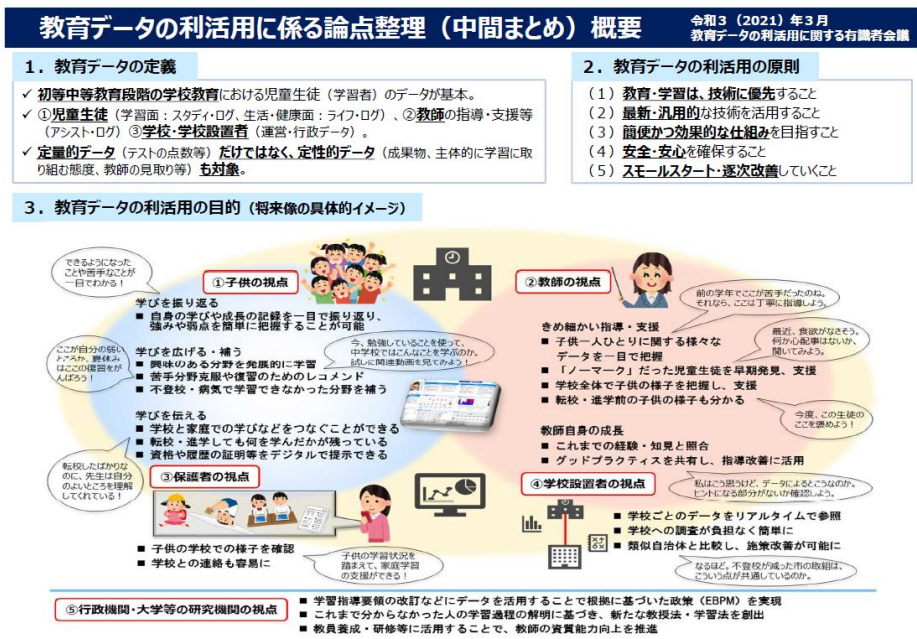 教育データの利活用に係る論点整理（中間まとめ）概要
令和３（2021）年３月
教育データの利活用に関する有識者会議
１．教育データの定義
✓ 初等中等教育段階の学校教育における児童生徒（学習者）のデータが基本。
✓ ①児童生徒（学習面：スタディ・ログ、生活・健康面：ライフ・ログ）、②教師の指導・支援等
（アシスト・ログ）③学校・学校設置者（運営・行政データ）。
✓ 定量的データ（テストの点数等）だけではなく、定性的データ（成果物、主体的に学習に取
り組む態度、教師の見取り等）も対象。
２．教育データの利活用の原則
（１）教育・学習は、技術に優先すること
（２）最新・汎用的な技術を活用すること
（３）簡便かつ効果的な仕組みを目指すこと
（４）安全・安心を確保すること
（５）スモールスタート・逐次改善していくこと
３．教育データの利活用の目的（将来像の具体的イメージ）
できるようになった
ことや苦手なことが
一目でわかる！
①子供の視点
学びを振り返る
■ 自身の学びや成長の記録を一目で振り返り、
強みや弱点を簡単に把握することが可能
ここが自分の弱い
ところか。夏休み
はここの復習をが
んばろう！
学びを広げる・補う
■ 興味のある分野を発展的に学習
■ 苦手分野克服や復習のためのレコメンド
■ 不登校・病気で学習できなかった分野を補う
今、勉強していることを使って、
中学校ではこんなことを学ぶのか。
試しに関連動画を見てみよう！
学びを伝える
■ 学校と家庭での学びなどをつなぐことができる
■ 転校・進学しても何を学んだかが残っている
■ 資格や履歴の証明等をデジタルで提示できる
転校したばかりな
のに、先生は自分
のよいところを理解
してくれている！
②教師の視点
前の学年でここが苦手だったのね。
それなら、ここは丁寧に指導しよう。
きめ細かい指導・支援
■ 子供一人ひとりに関する様々な
データを一目で把握
■ 「ノーマーク」だった児童生徒を早期発見、支援
■ 学校全体で子供の様子を把握し、支援
■ 転校・進学前の子供の様子も分かる
最近、食欲がなさそう。
何か心配事はないか、
聞いてみよう。
今度、この生徒の
ここを褒めよう！
教師自身の成長
■ これまでの経験・知見と照合
■ グッドプラクティスを共有し、指導改善に活用
私はこう思うけど、データによるとこうなのか。
ヒントになる部分がないか確認しよう。
③保護者の視点
■ 子供の学校での様子を確認
■ 学校との連絡も容易に
子供の学習状況を
踏まえて、家庭学習
の支援ができる！
④学校設置者の視点
■ 学校ごとのデータをリアルタイムで参照
■ 学校への調査が負担なく簡単に
■ 類似自治体と比較し、施策改善が可能に
なるほど。不登校が減った市の取組は、
こういう点が共通しているのか。
⑤行政機関・大学等の研究機関の視点
■ 学習指導要領の改訂などにデータを活用することで根拠に基づいた政策（EBPM）を実現
■ これまで分からなかった人の学習過程の解明に基づき、新たな教授法・学習法を創出
■ 教員養成・研修等に活用することで、教師の資質能力向上を推進